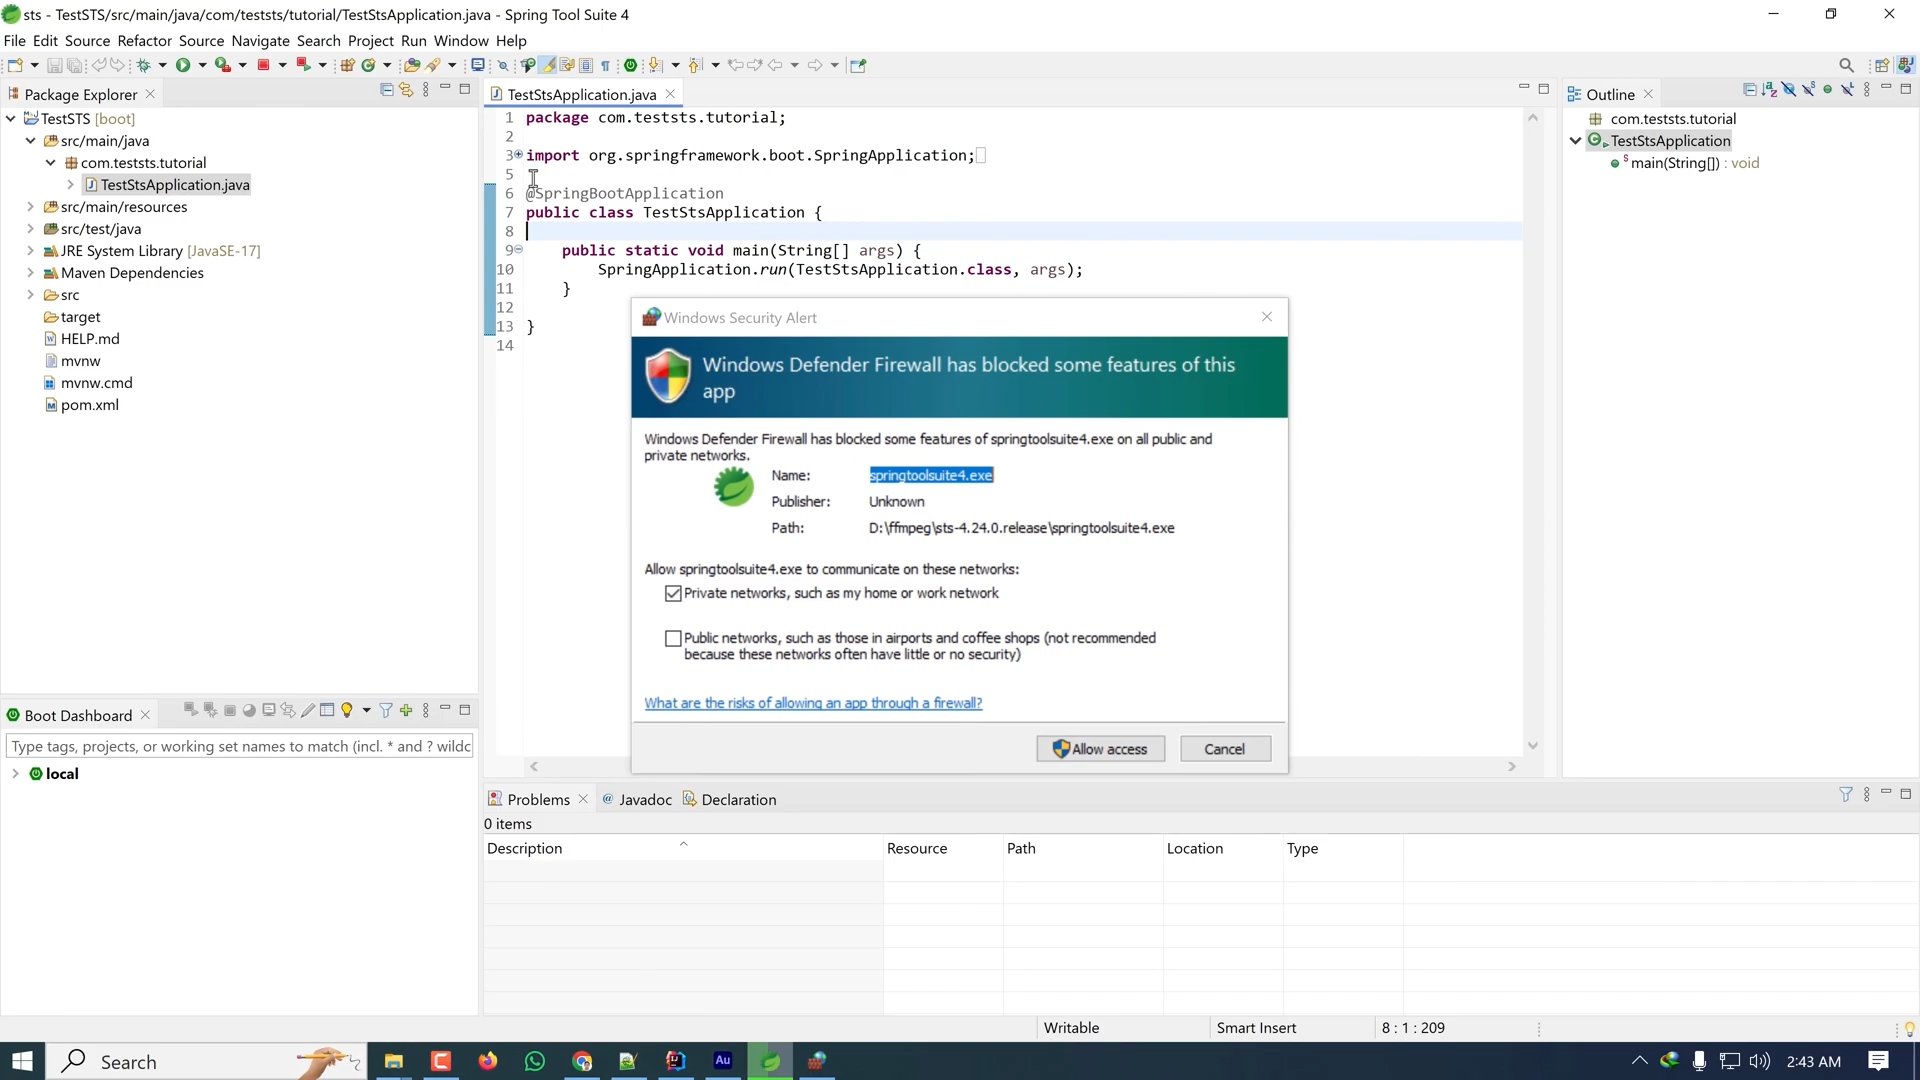 sts - TestSTS/src/main/java/com/teststs/tutorial/TestStsApplication.java - Spring Tool Suite 4
File Edit Source Refactor Source Navigate Search Project Run Window Help
Package Explorer
TestSTS [boot]
src/main/java
com.teststs.tutorial
TestStsApplication.java
src/main/resources
src/test/java
JRE System Library [JavaSE-17]
Maven Dependencies
src
target
HELP.md
mvnw
mvnw.cmd
pom.xml
TestStsApplication.java
1 package com.teststs.tutorial;
2
3 import org.springframework.boot.SpringApplication;
5
6 @SpringBootApplication
7 public class TestStsApplication {
8
9 public static void main(String[] args) {
10 SpringApplication.run(TestStsApplication.class, args);
11 }
12
13 }
14
Outline
com.teststs.tutorial
TestStsApplication
main(String[]) : void
Windows Security Alert
Windows Defender Firewall has blocked some features of this
app
Windows Defender Firewall has blocked some features of springtoolsuite4.exe on all public and
private networks.
Name: springtoolsuite4.exe
Publisher: Unknown
Path: D:\ffmpeg\sts-4.24.0.release\springtoolsuite4.exe
Allow springtoolsuite4.exe to communicate on these networks:
Private networks, such as my home or work network
Public networks, such as those in airports and coffee shops (not recommended
because these networks often have little or no security)
What are the risks of allowing an app through a firewall?
Allow access Cancel
Boot Dashboard
Type tags, projects, or working set names to match (incl. * and ? wildc
local
Problems @ Javadoc Declaration
0 items
Description Resource Path Location Type
Writable Smart Insert 8 : 1 : 209
Search Au 2:43 AM